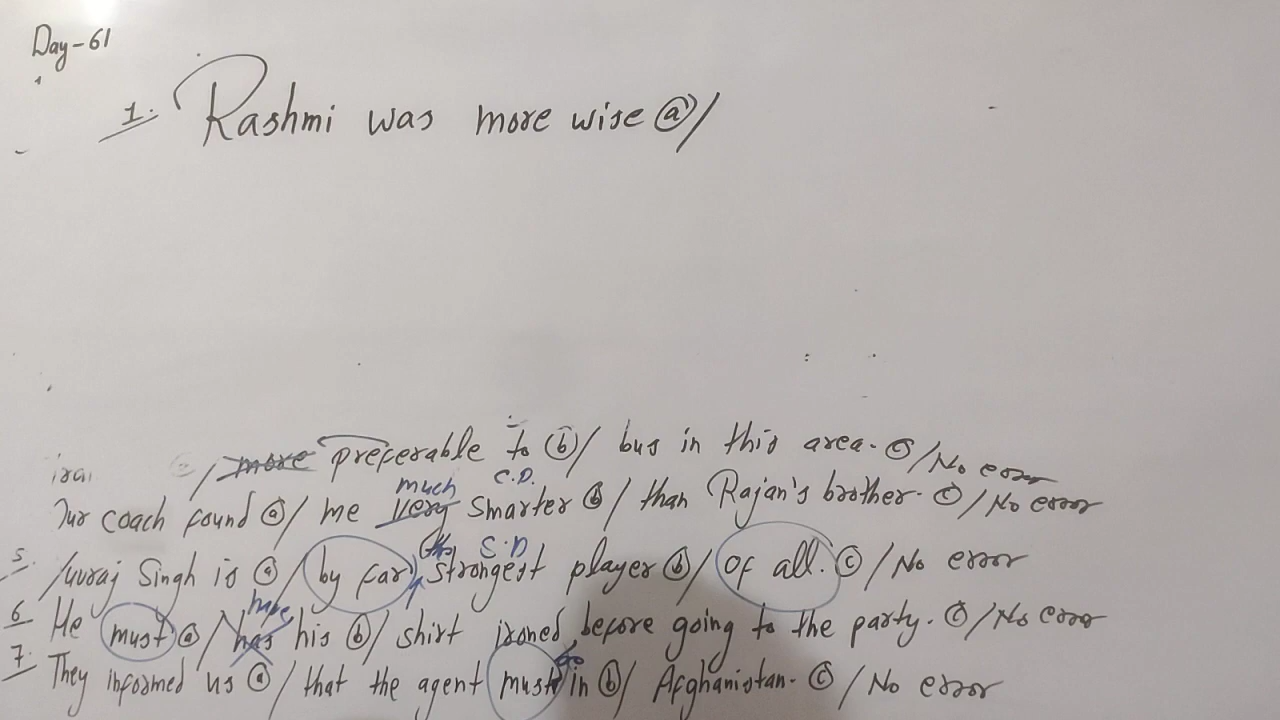 Day-61
1. Rashmi was more wise ⓐ/
/ more preferable to ⓑ/ bus in this area. ⓒ/No error
much C.D.
Our coach found ⓐ/ me very smarter ⓑ/ than Rajan's brother. ⓒ/No error
the S.D
5. Yuvraj Singh is ⓐ/ by far strongest player ⓑ/ of all. ⓒ/No error
have
6 He must ⓐ/ has his ⓑ/ shirt ironed before going to the party. ⓒ/No error
be
7. They informed us ⓐ/ that the agent must in ⓑ/ Afghanistan. ⓒ/No error